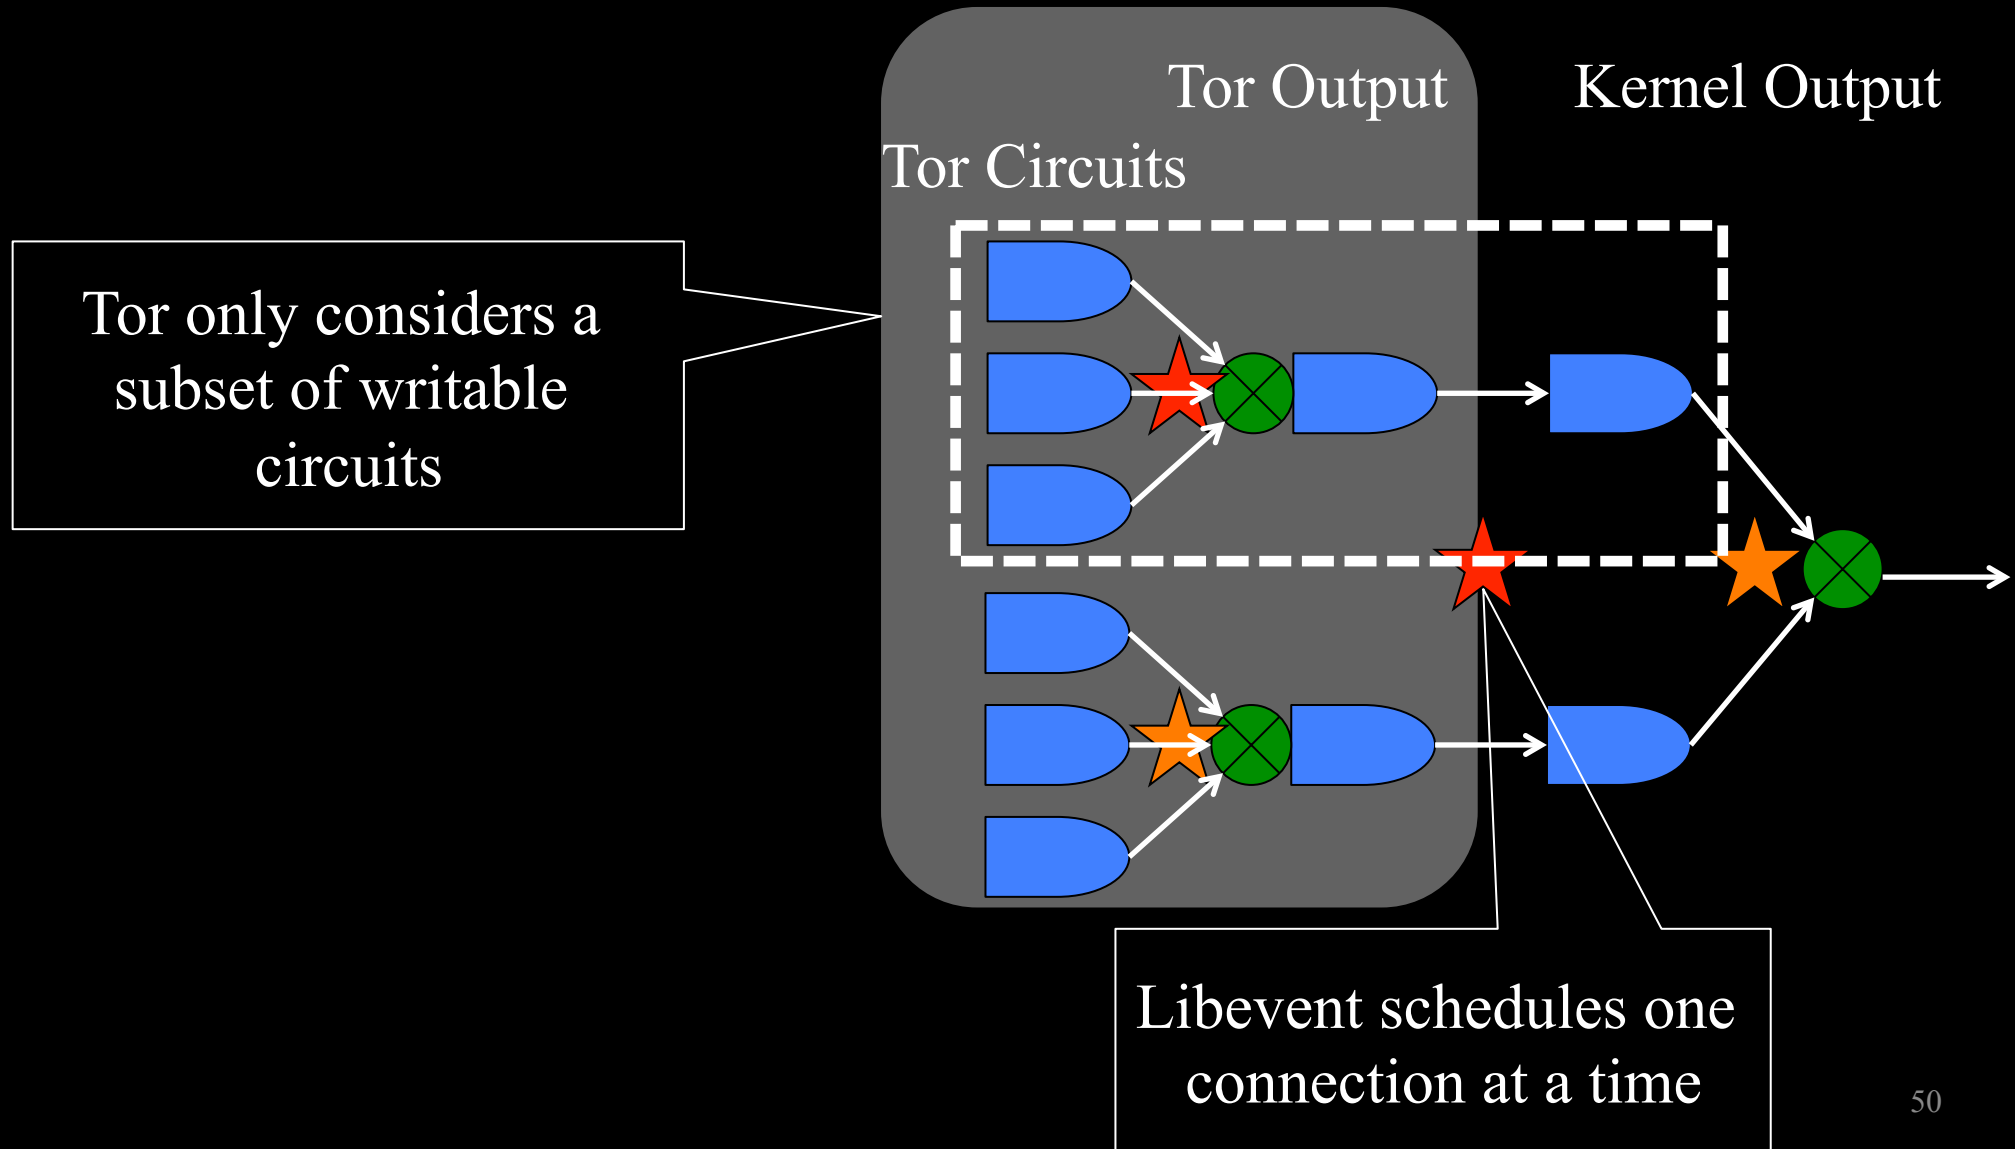 Tor Output
Kernel Output
Tor Circuits
Tor only considers a
subset of writable
circuits
Libevent schedules one
connection at a time
50